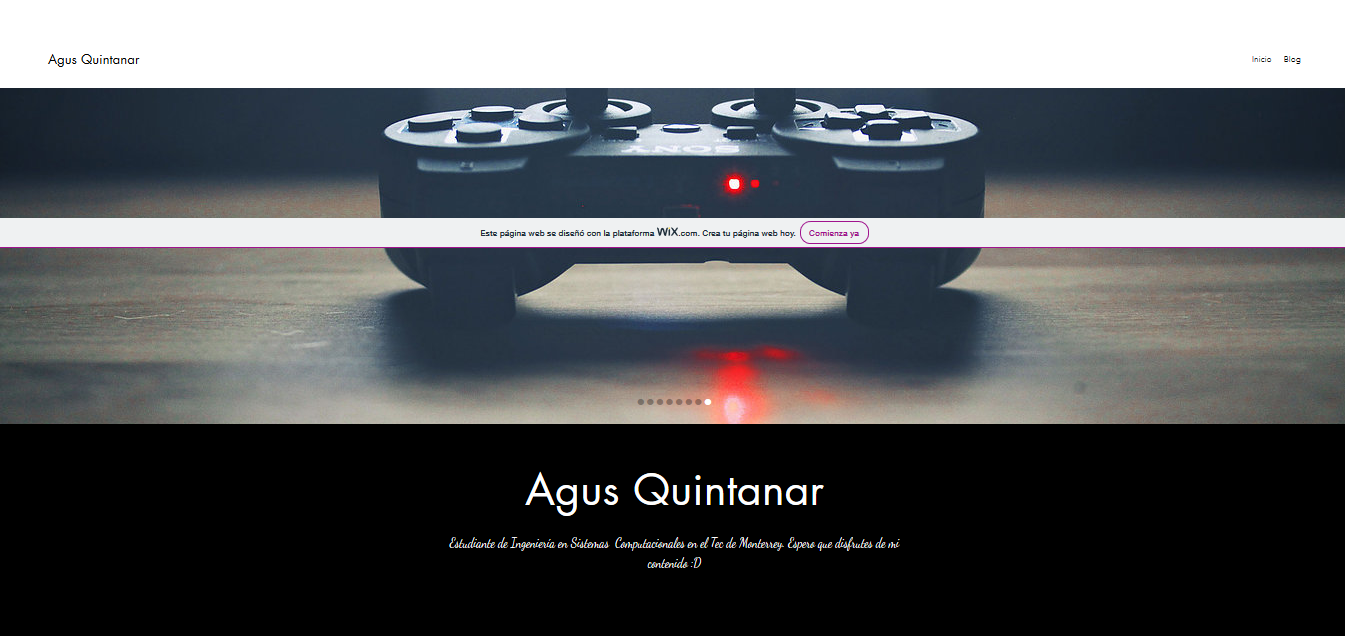 Agus Quintanar
Inicio Blog
SONY
Este página web se diseñó con la plataforma WiX.com. Crea tu página web hoy. Comienza ya
Agus Quintanar
Estudiante de Ingeniería en Sistemas Computacionales en el Tec de Monterrey. Espero que disfrutes de mi
contenido :D